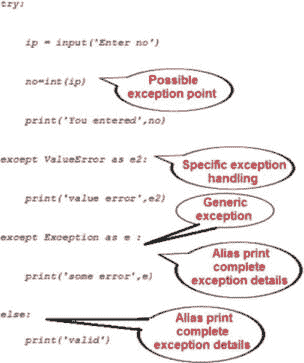 try:
ip = input('Enter no')
no=int(ip)
Possible
exception point
print('You entered',no)
except ValueError as e2:
Specific exception
handling
print('value error',e2)
Generic
exception
except Exception as e :
Alias print
complete
exception details
print('some error',e)
else:
Alias print
complete
exception details
print('valid')